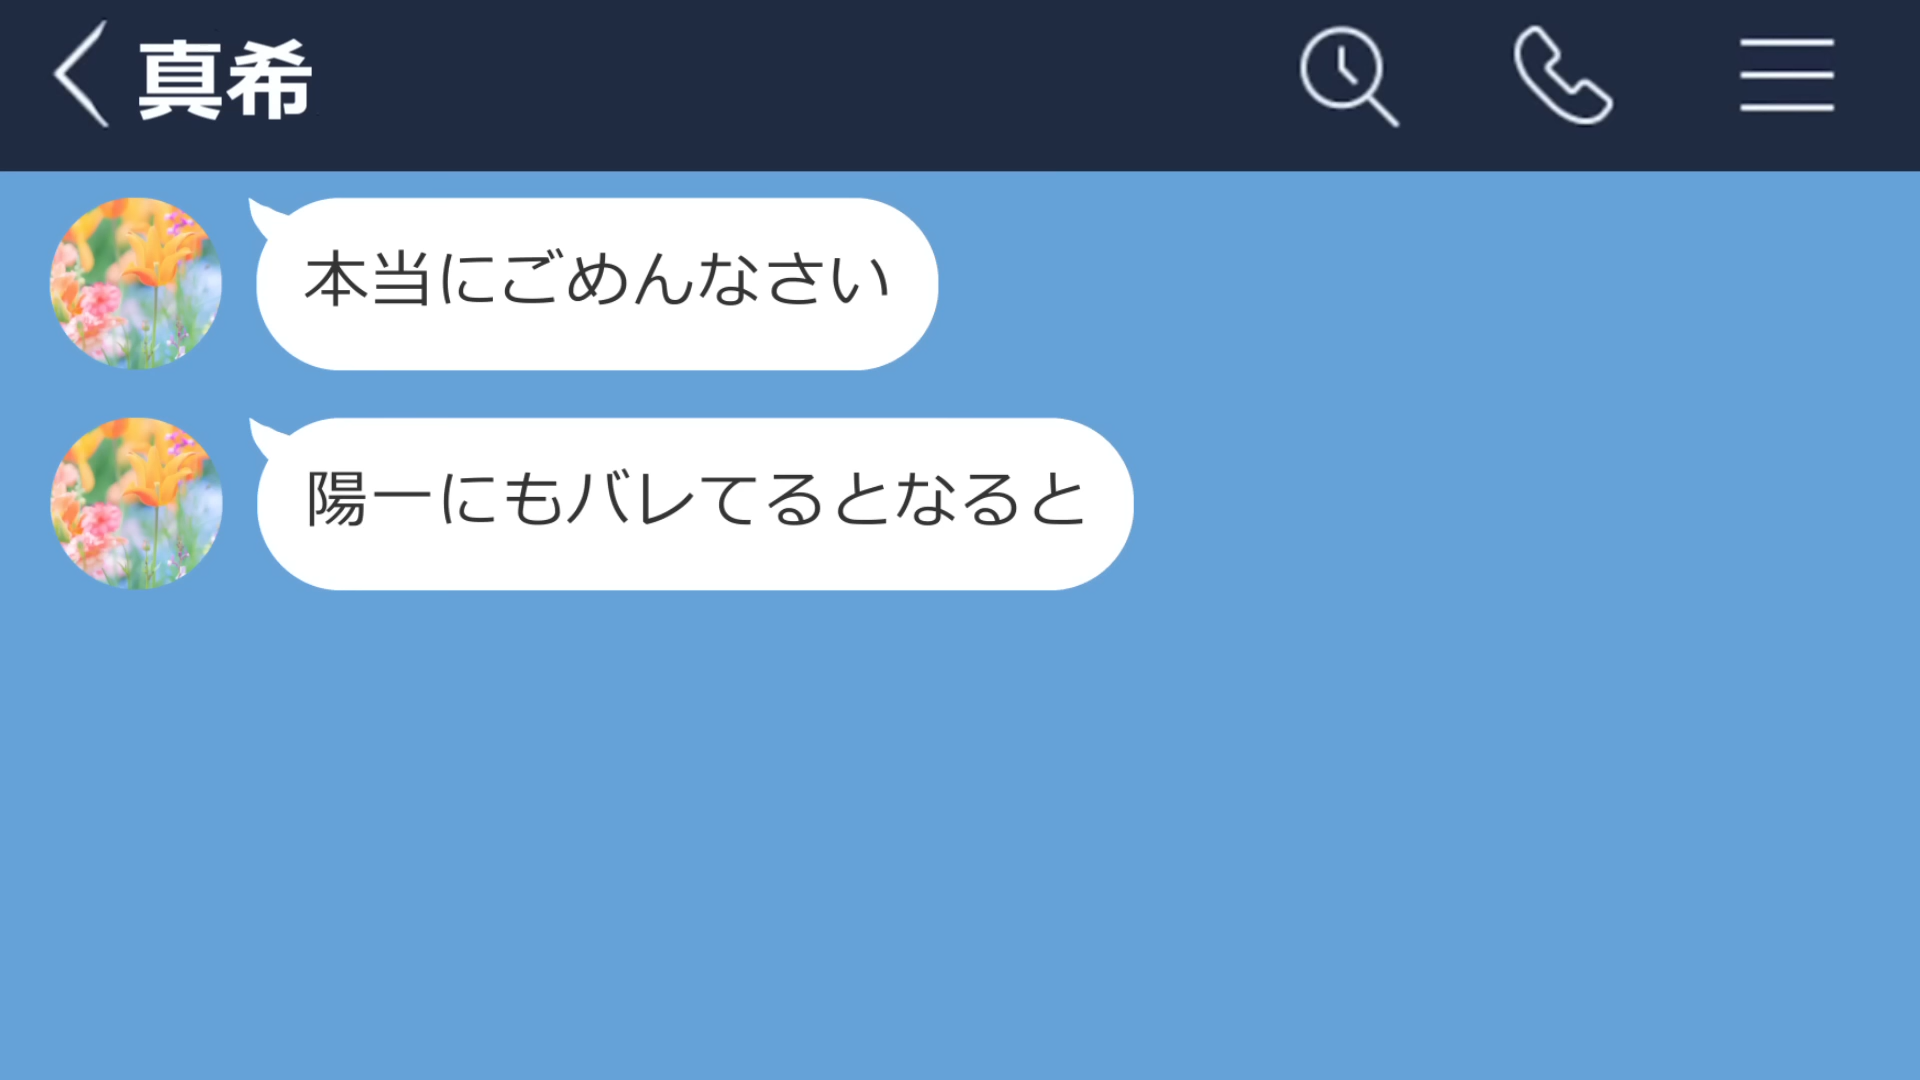 真希
本当にごめんなさい
陽一にもバレてるとなると